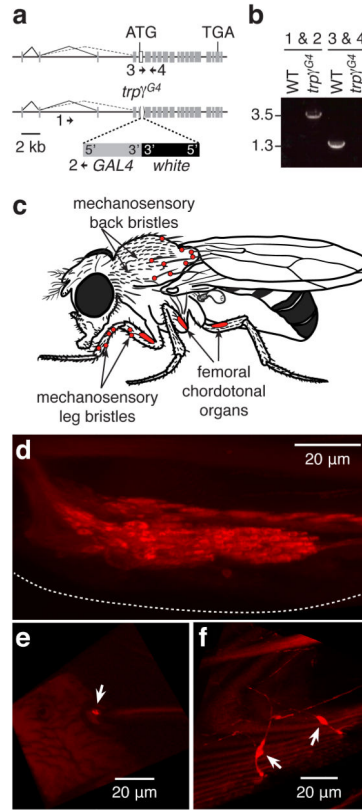 a
ATG
TGA
3 4
trpγG4
1
2 kb
5' 3' 3' 5'
2 GAL4 white
b
1 & 2 3 & 4
WT
trpγG4
WT
trpγG4
3.5
1.3
c
mechanosensory
back bristles
mechanosensory
leg bristles
femoral
chordotonal
organs
d
20 µm
e
20 µm
f
20 µm